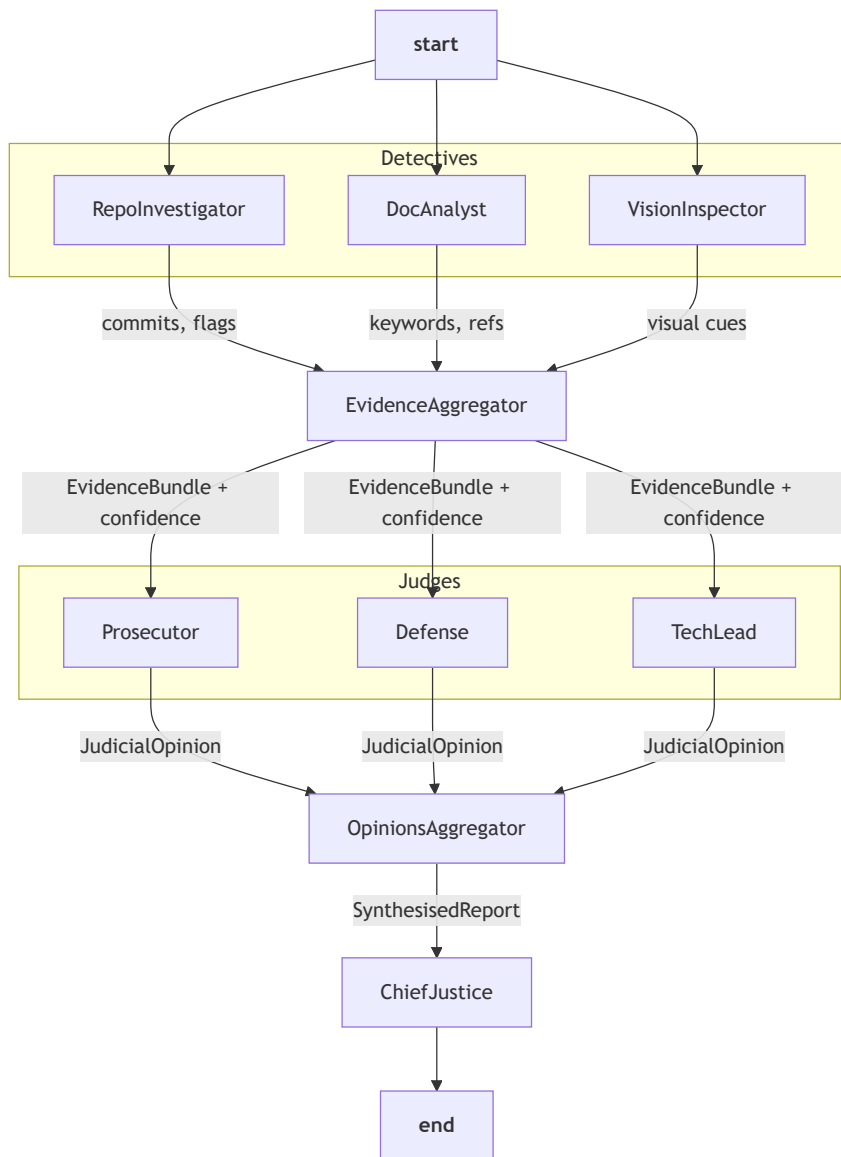 start
Detectives
RepoInvestigator
DocAnalyst
VisionInspector
commits, flags
keywords, refs
visual cues
EvidenceAggregator
EvidenceBundle +
confidence
EvidenceBundle +
confidence
EvidenceBundle +
confidence
Judges
Prosecutor
Defense
TechLead
JudicialOpinion
JudicialOpinion
JudicialOpinion
OpinionsAggregator
SynthesisedReport
ChiefJustice
end